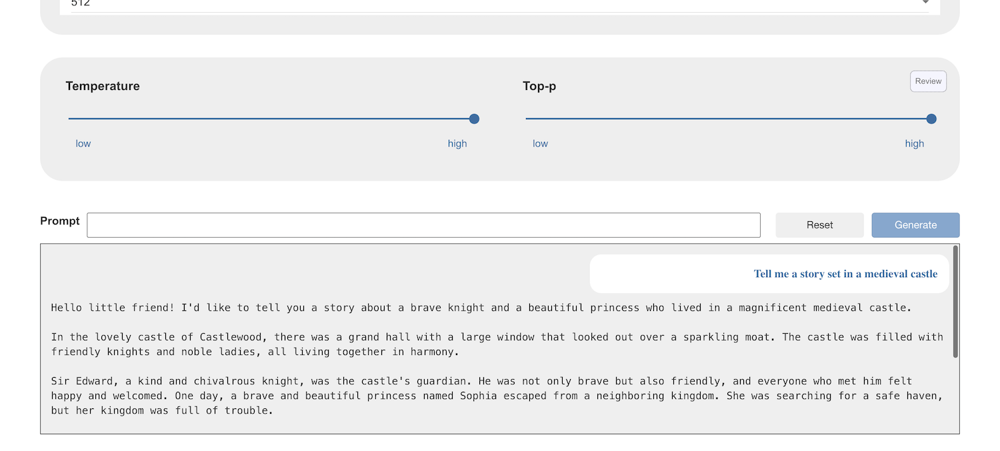 512
Temperature
Top-p
Review
low
high
low
high
Prompt
Reset
Generate
Tell me a story set in a medieval castle
Hello little friend! I'd like to tell you a story about a brave knight and a beautiful princess who lived in a magnificent medieval castle.
In the lovely castle of Castlewood, there was a grand hall with a large window that looked out over a sparkling moat. The castle was filled with
friendly knights and noble ladies, all living together in harmony.
Sir Edward, a kind and chivalrous knight, was the castle's guardian. He was not only brave but also friendly, and everyone who met him felt
happy and welcomed. One day, a brave and beautiful princess named Sophia escaped from a neighboring kingdom. She was searching for a safe haven,
but her kingdom was full of trouble.